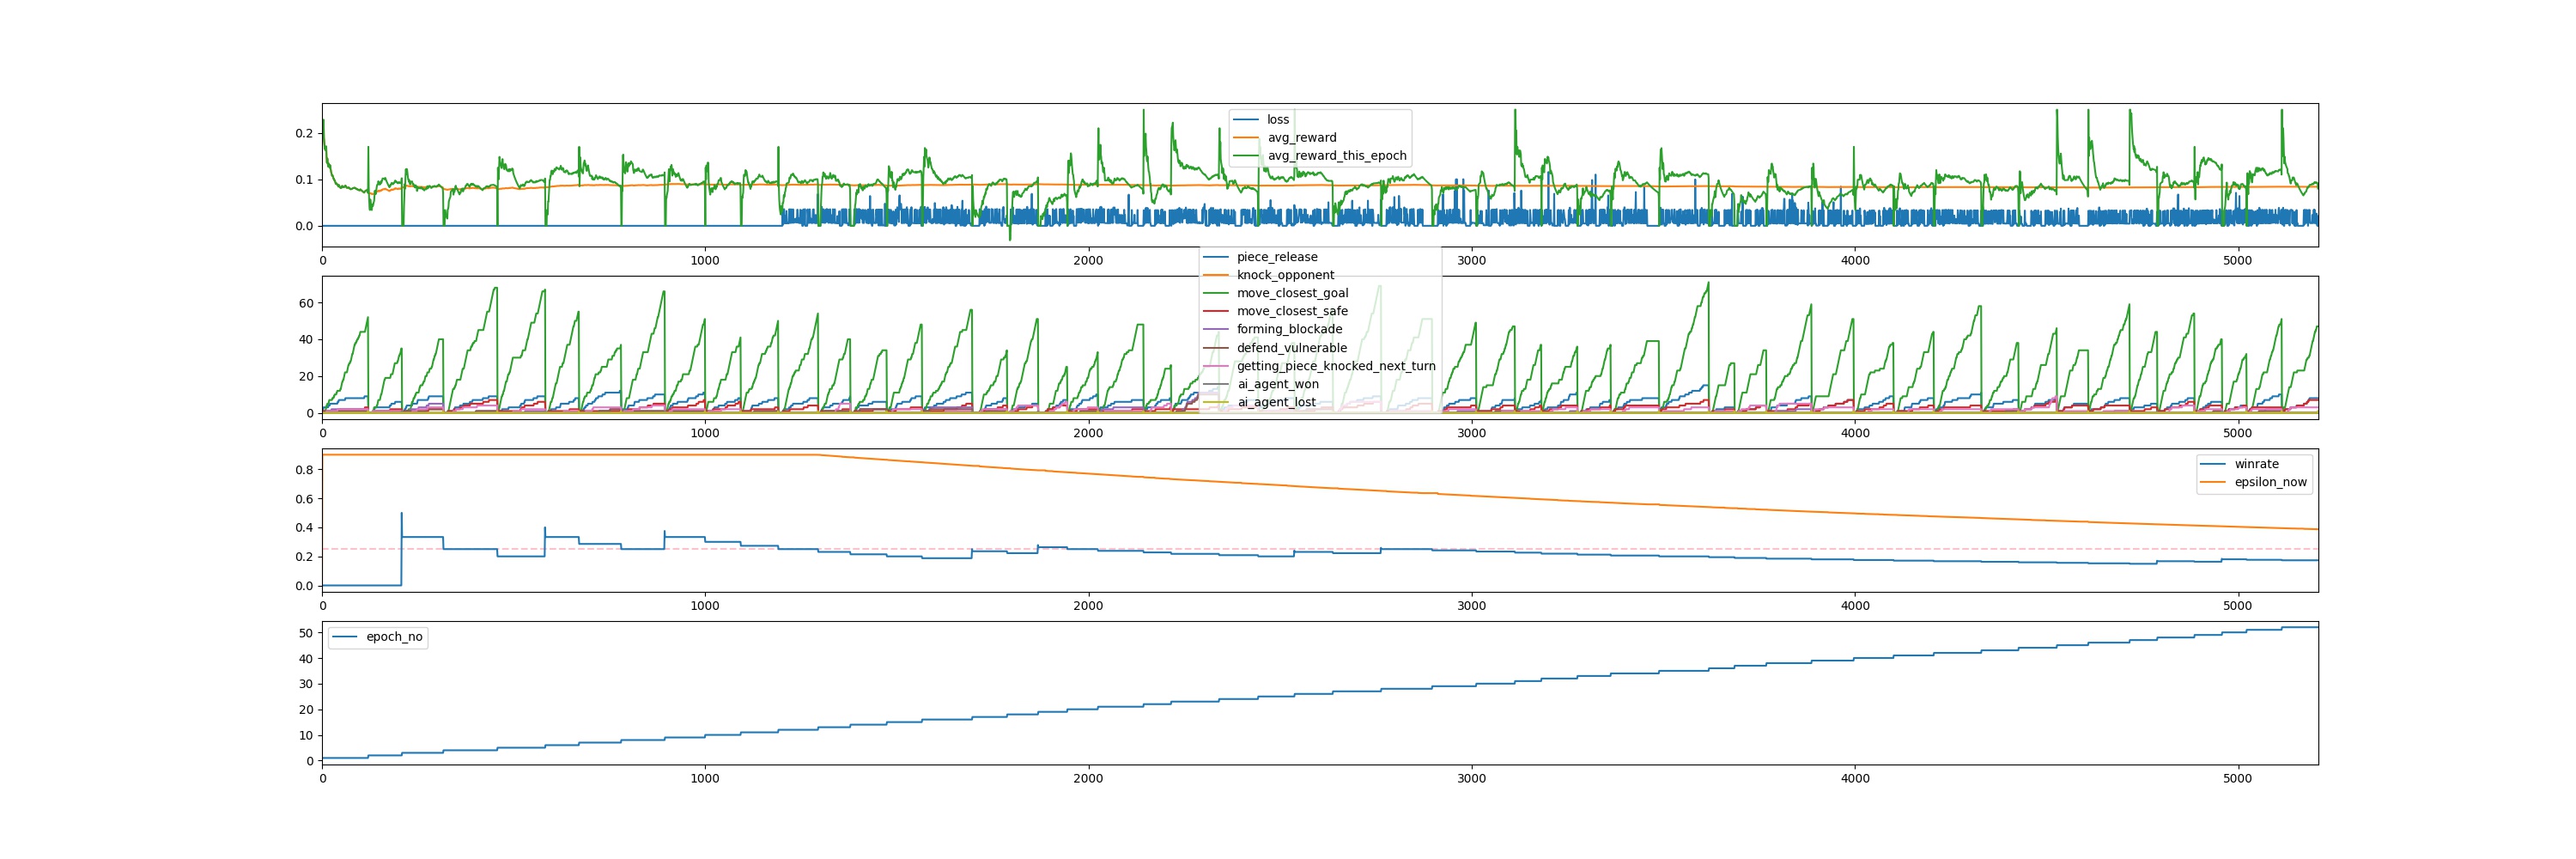 0.2
0.1
0.0
loss
avg_reward
avg_reward_this_epoch
0 1000 2000 3000 4000 5000
60
40
20
0
piece_release
knock_opponent
move_closest_goal
move_closest_safe
forming_blockade
defend_vulnerable
getting_piece_knocked_next_turn
ai_agent_won
ai_agent_lost
0 1000 2000 3000 4000 5000
0.8
0.6
0.4
0.2
0.0
winrate
epsilon_now
0 1000 2000 3000 4000 5000
50
40
30
20
10
0
epoch_no
0 1000 2000 3000 4000 5000